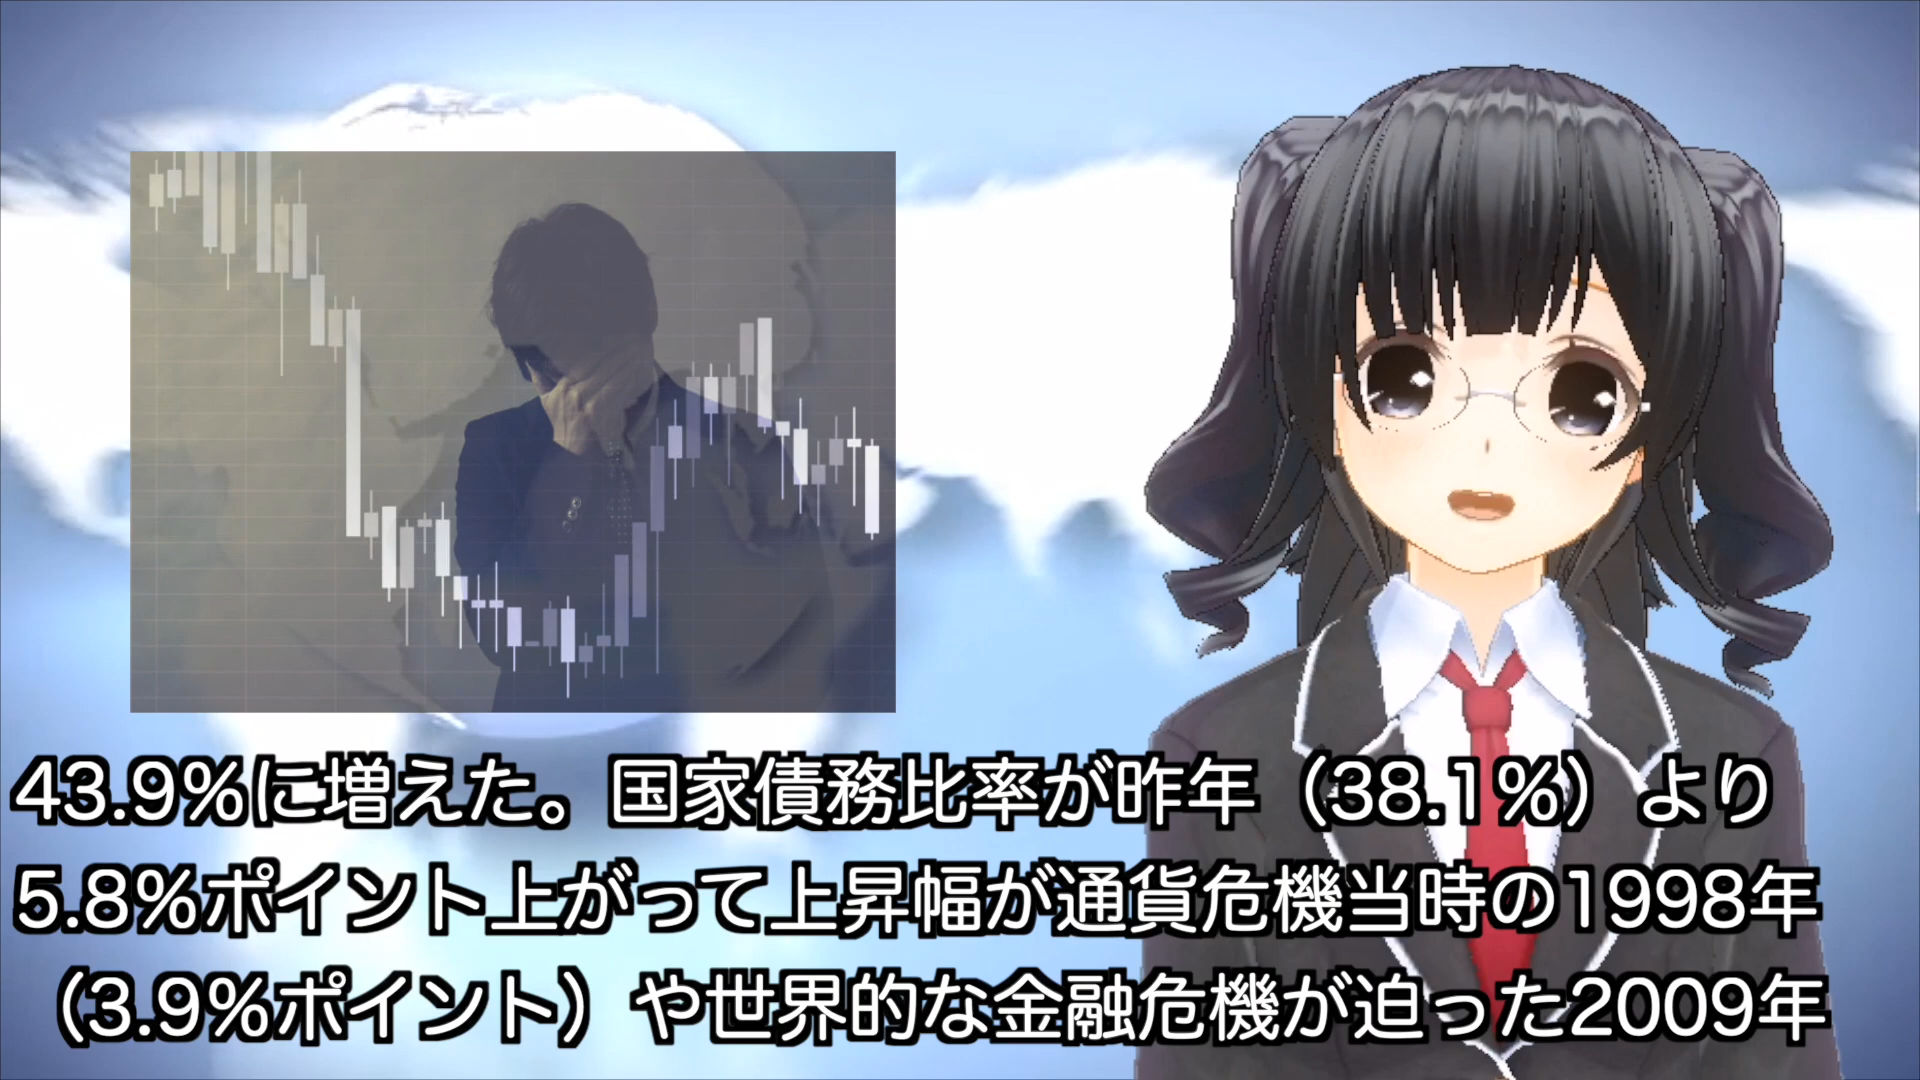 43.9%に増えた。国家債務比率が昨年（38.1%）より
5.8%ポイント上がって上昇幅が通貨危機当時の1998年
（3.9%ポイント）や世界的な金融危機が迫った2009年